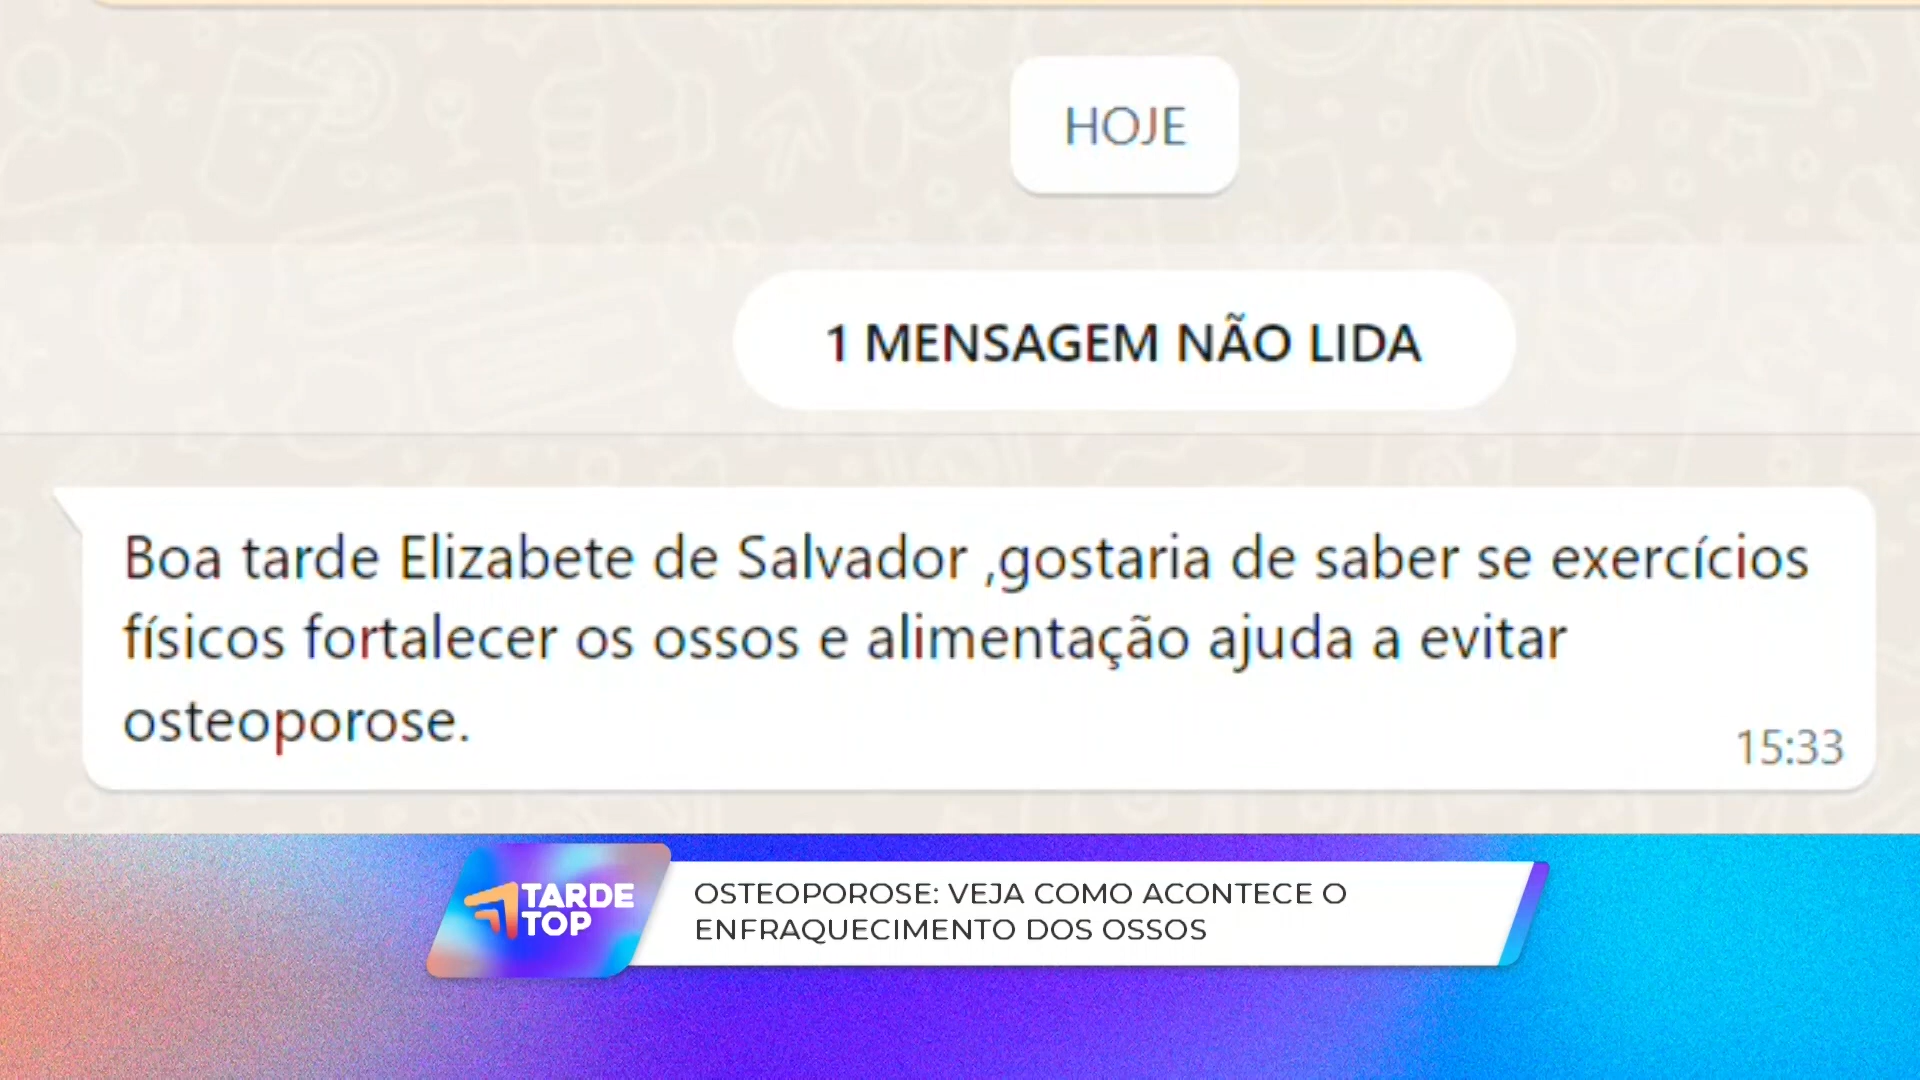 HOJE
1 MENSAGEM NÃO LIDA
Boa tarde Elizabete de Salvador ,gostaria de saber se exercícios
físicos fortalecer os ossos e alimentação ajuda a evitar
osteoporose.
15:33
TARDE
TOP
OSTEOPOROSE: VEJA COMO ACONTECE O
ENFRAQUECIMENTO DOS OSSOS